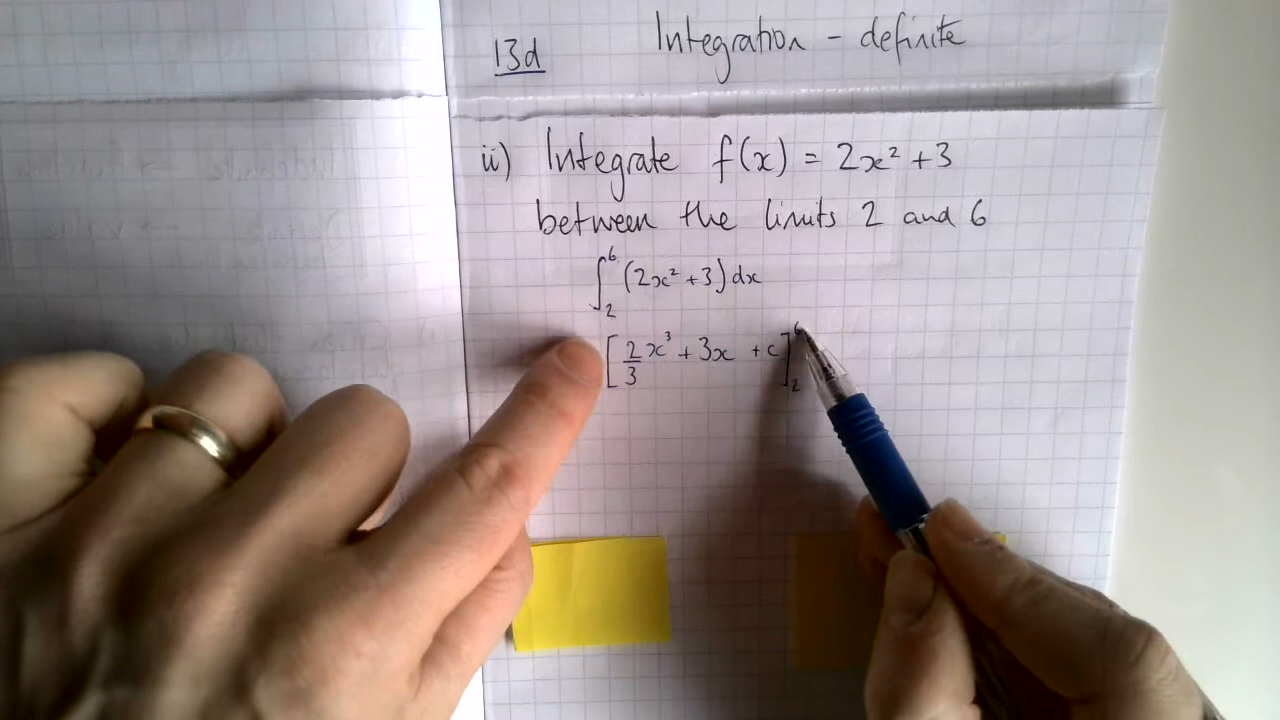 13d Integration - definite
ii) Integrate f(x) = 2x² + 3
between the limits 2 and 6
∫₂⁶ (2x² + 3) dx
[2/3 x³ + 3x + c]₂⁶